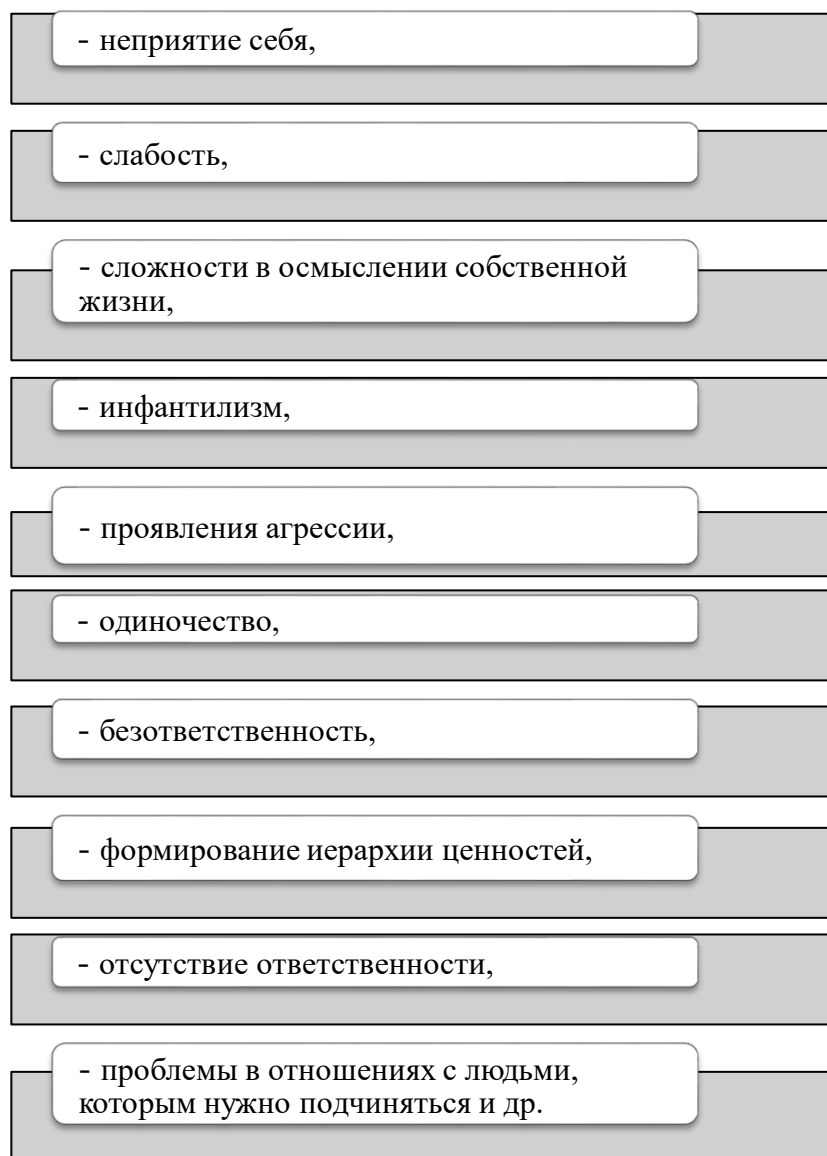 - неприятие себя,
- слабость,
- сложности в осмыслении собственной
жизни,
- инфантилизм,
- проявления агрессии,
- одиночество,
- безответственность,
- формирование иерархии ценностей,
- отсутствие ответственности,
- проблемы в отношениях с людьми,
которым нужно подчиняться и др.